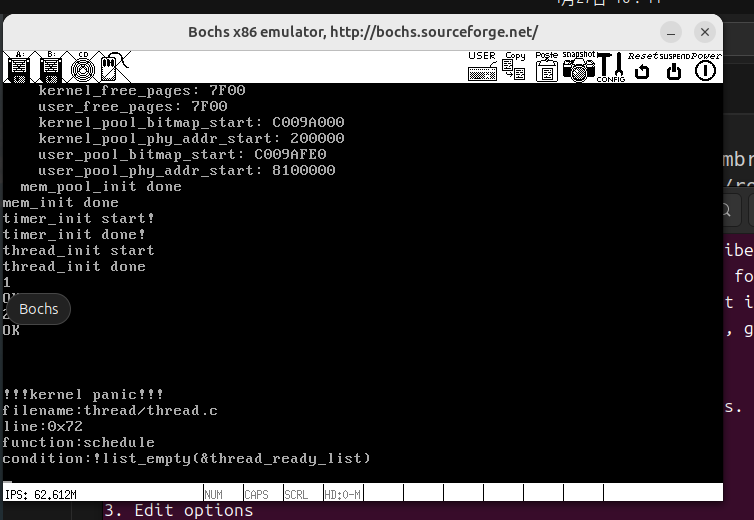 Bochs x86 emulator, http://bochs.sourceforge.net/
A: B: CD USER Copy Paste snapshot CONFIG Reset SUSPEND Power
kernel_free_pages: 7F00
user_free_pages: 7F00
kernel_pool_bitmap_start: C009A000
kernel_pool_phy_addr_start: 200000
user_pool_bitmap_start: C009AFE0
user_pool_phy_addr_start: 8100000
mem_pool_init done
mem_init done
timer_init start!
timer_init done!
thread_init start
thread_init done
1
Bochs
2
OK
!!!kernel panic!!!
filename:thread/thread.c
line:0x72
function:schedule
condition:!list_empty(&thread_ready_list)
IPS: 62.612M NUM CAPS SCRL HD:0-M
3. Edit options